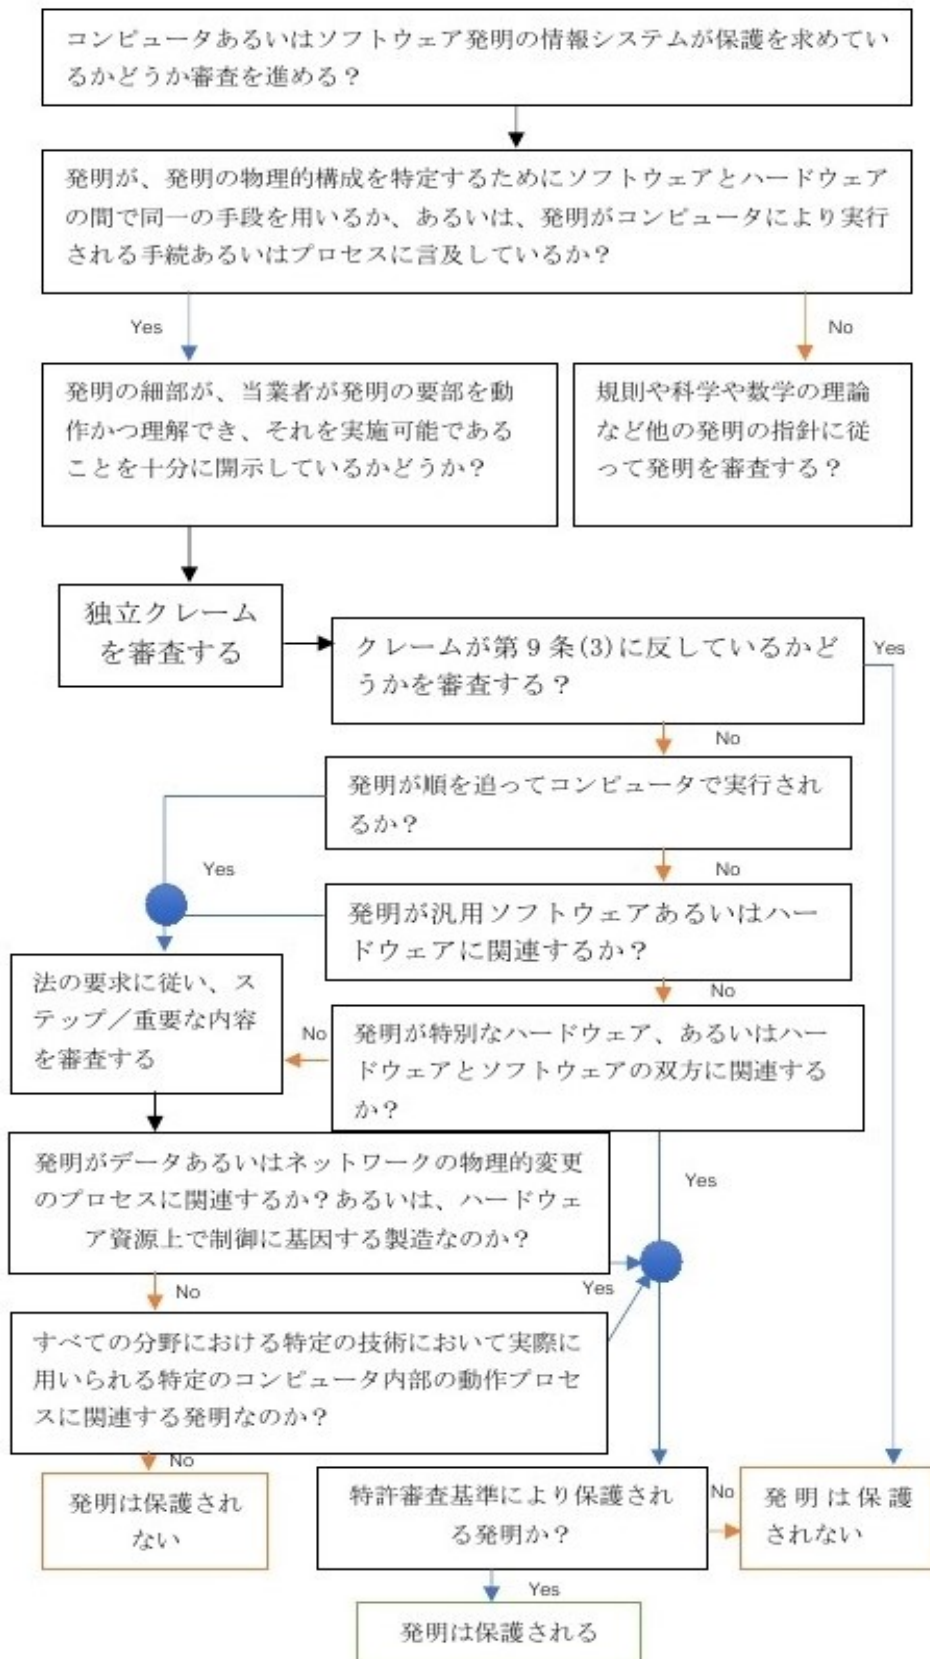 コンピュータあるいはソフトウェア発明の情報システムが保護を求めてい
るかどうか審査を進める？
発明が、発明の物理的構成を特定するためにソフトウェアとハードウェア
の間で同一の手段を用いるか、あるいは、発明がコンピュータにより実行
される手続あるいはプロセスに言及しているか？
Yes
No
発明の細部が、当業者が発明の要部を動
作かつ理解でき、それを実施可能である
ことを十分に開示しているかどうか？
規則や科学や数学の理論
など他の発明の指針に従
って発明を審査する？
独立クレーム
を審査する
クレームが第 9 条(3)に反しているかど
うかを審査する？
Yes
No
発明が順を追ってコンピュータで実行され
るか？
Yes
No
発明が汎用ソフトウェアあるいはハー
ドウェアに関連するか？
No
法の要求に従い、ス
テップ／重要な内容
を審査する
No
発明が特別なハードウェア、あるいはハー
ドウェアとソフトウェアの双方に関連する
か？
Yes
発明がデータあるいはネットワークの物理的変更
のプロセスに関連するか？あるいは、ハードウェ
ア資源上で制御に基因する製造なのか？
Yes
No
すべての分野における特定の技術において実際に
用いられる特定のコンピュータ内部の動作プロセ
スに関連する発明なのか？
No
発明は保護され
ない
特許審査基準により保護され
る発明か？
No
発明は保護
されない
Yes
発明は保護される